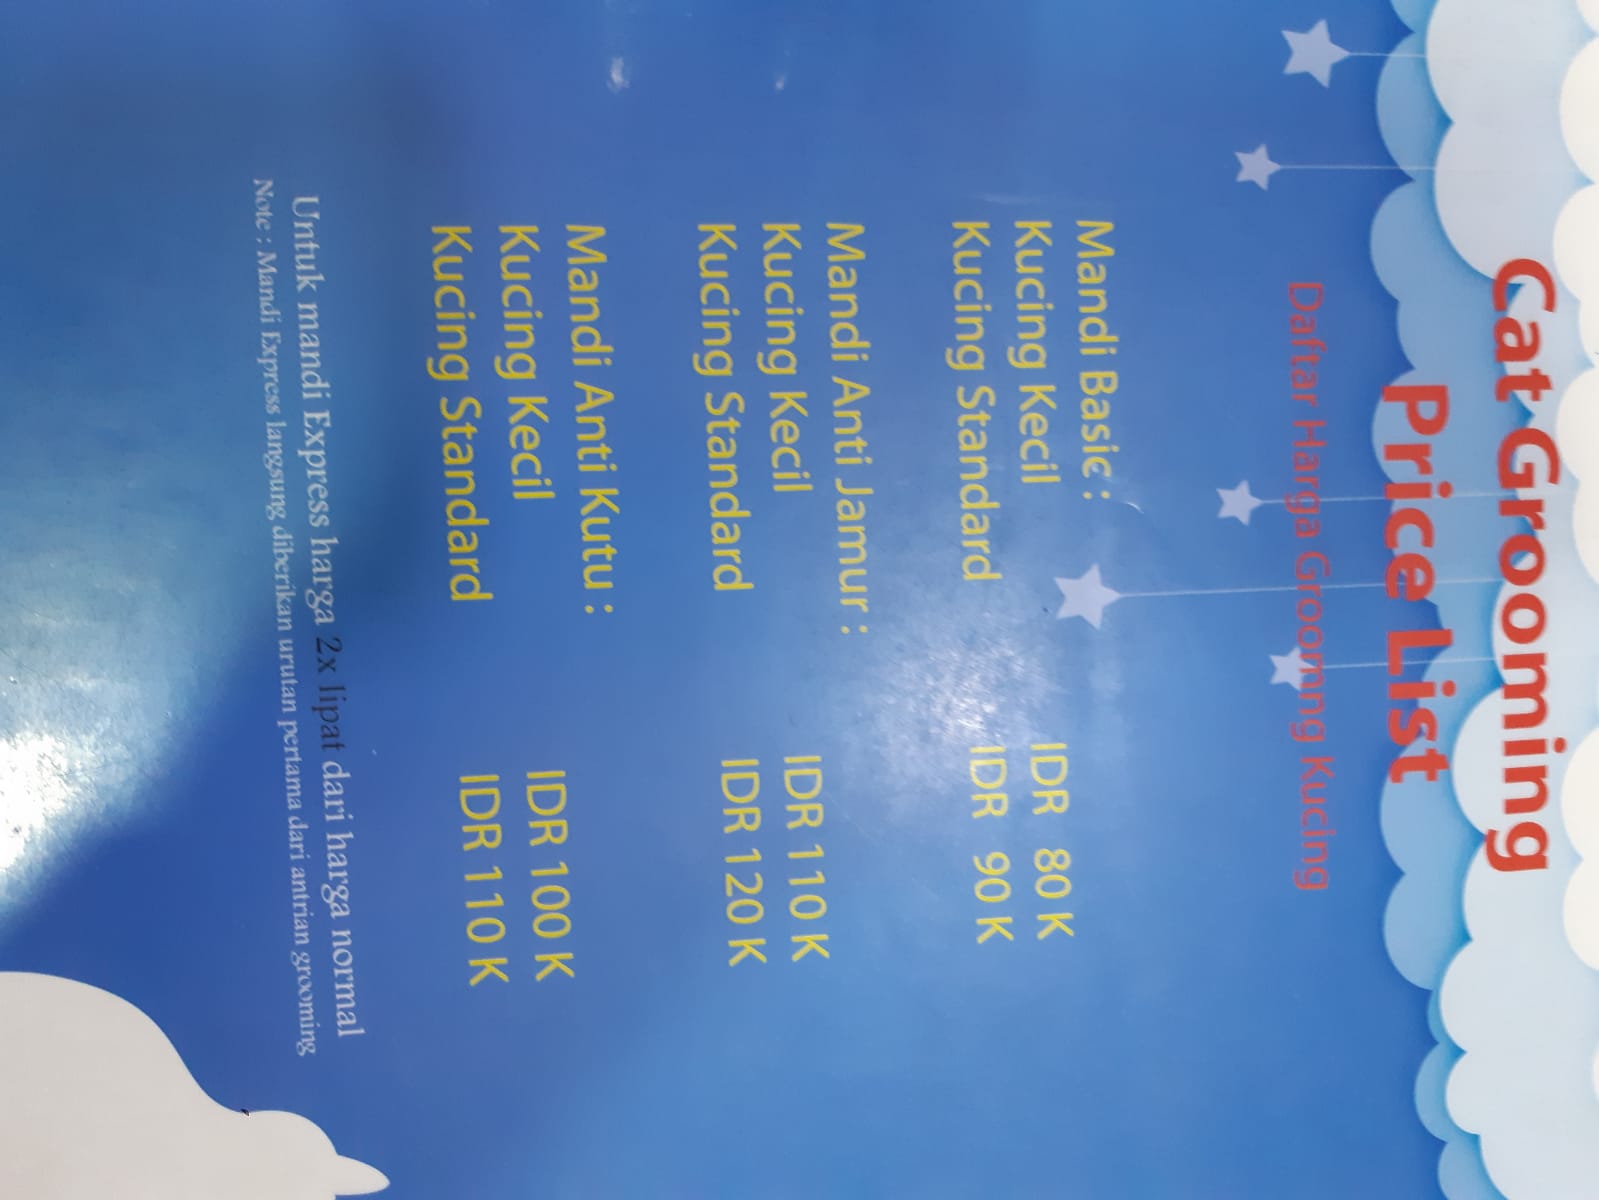 Cat Grooming
Price List
Daftar Harga Groomng Kucing
Mandi Basic :
Kucing Kecil IDR 80 K
Kucing Standard IDR 90 K
Mandi Anti Jamur :
Kucing Kecil IDR 110 K
Kucing Standard IDR 120 K
Mandi Anti Kutu :
Kucing Kecil IDR 100 K
Kucing Standard IDR 110 K
Untuk mandi Express harga 2x lipat dari harga normal
Note : Mandi Express langsung diberikan urutan pertama dari antrian grooming